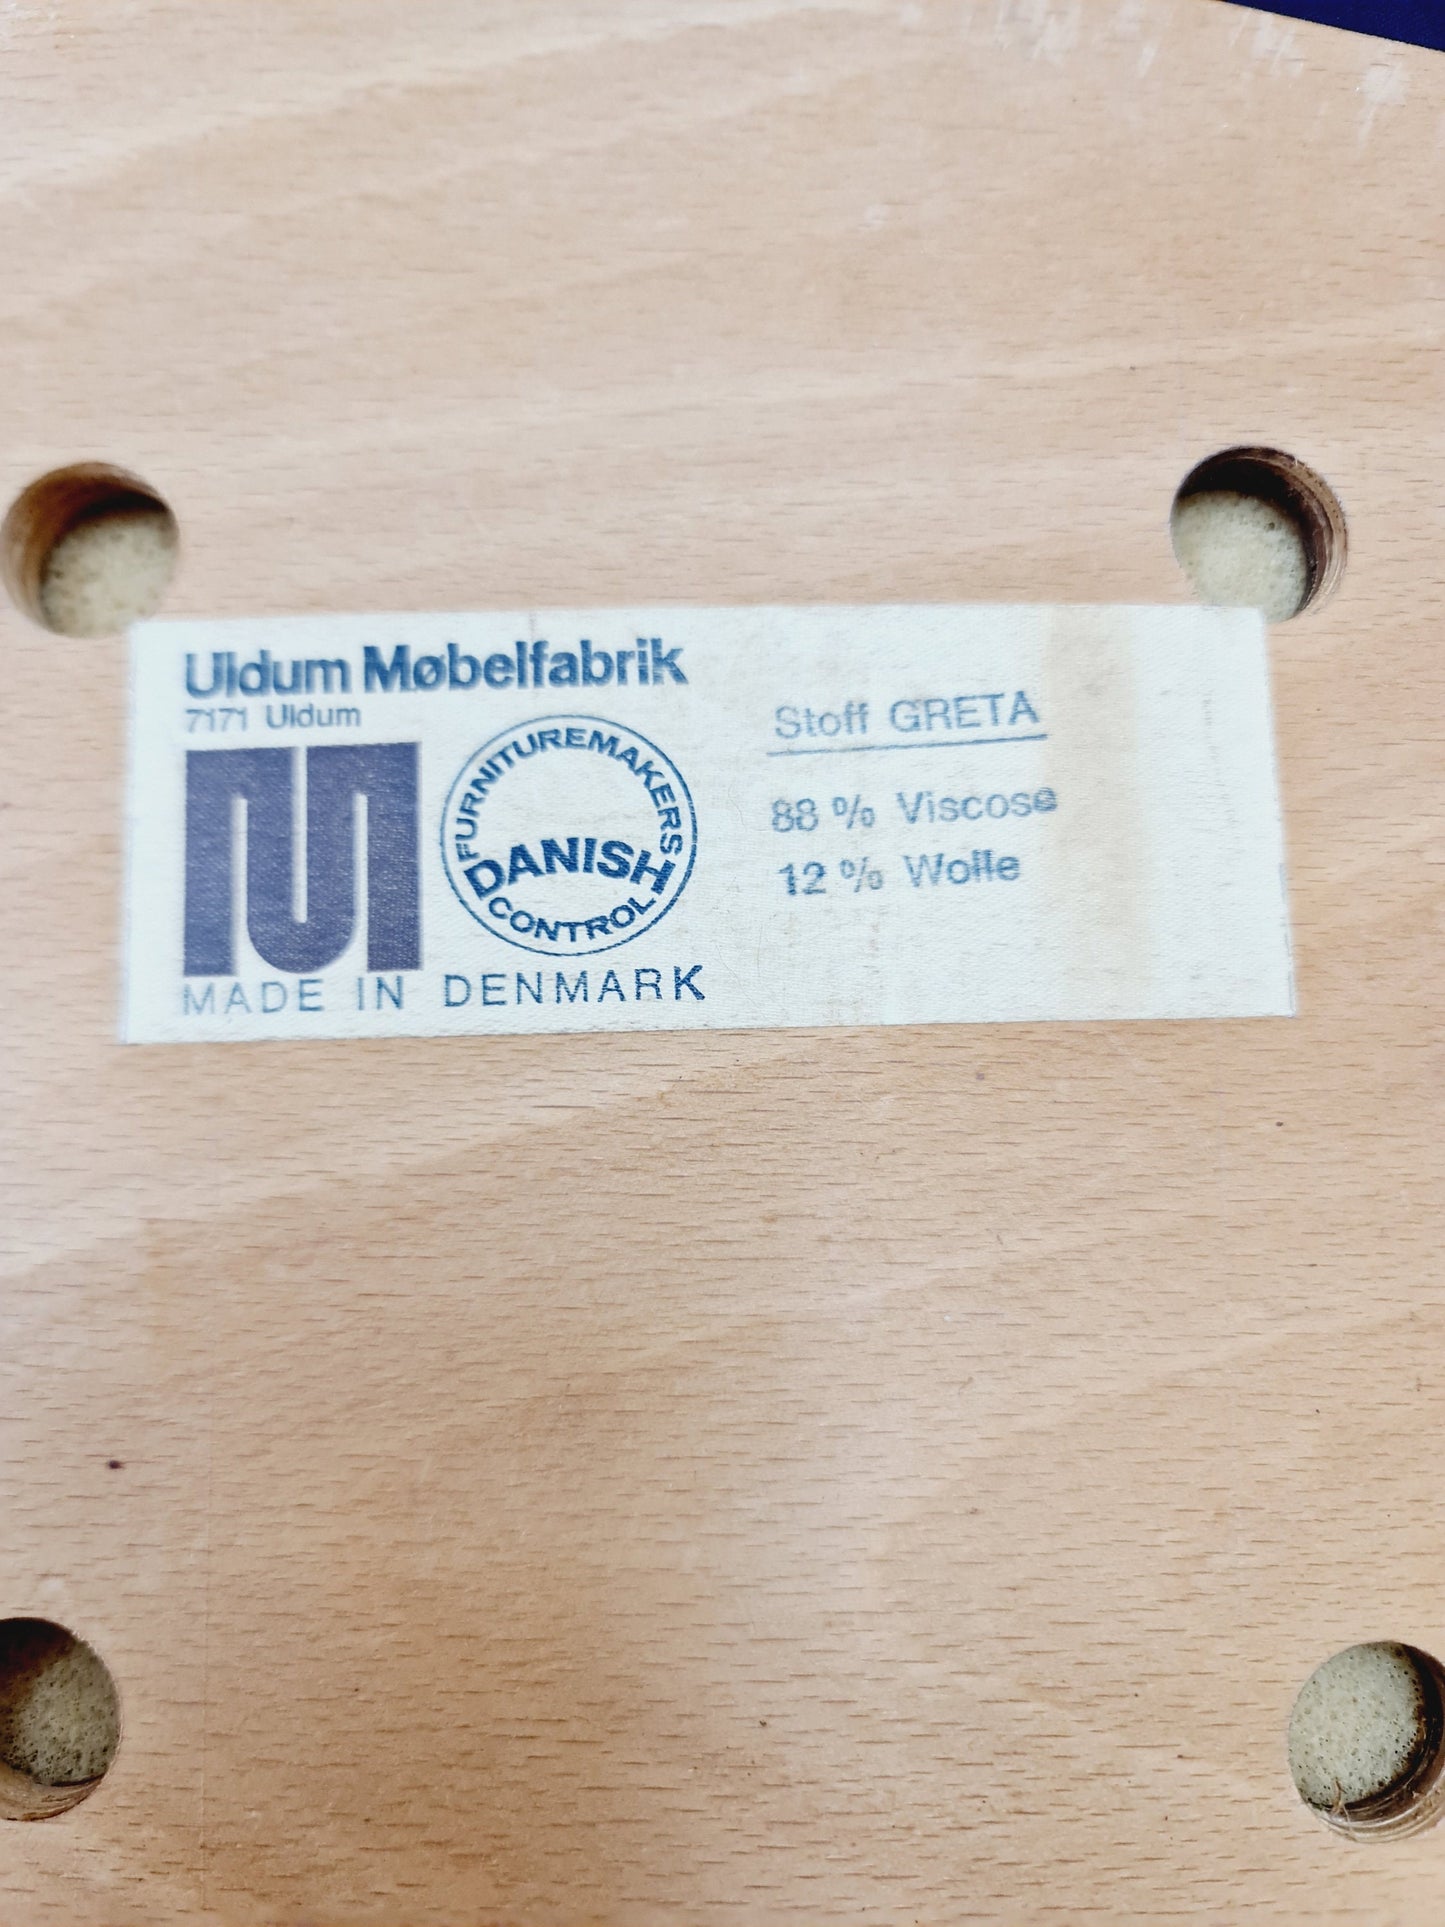 Uldum Møbelfabrik
7171 Uldum
FURNITUREMAKERS
DANISH
CONTROL
MADE IN DENMARK
Stoff GRETA
88 % Viscose
12 % Wolle